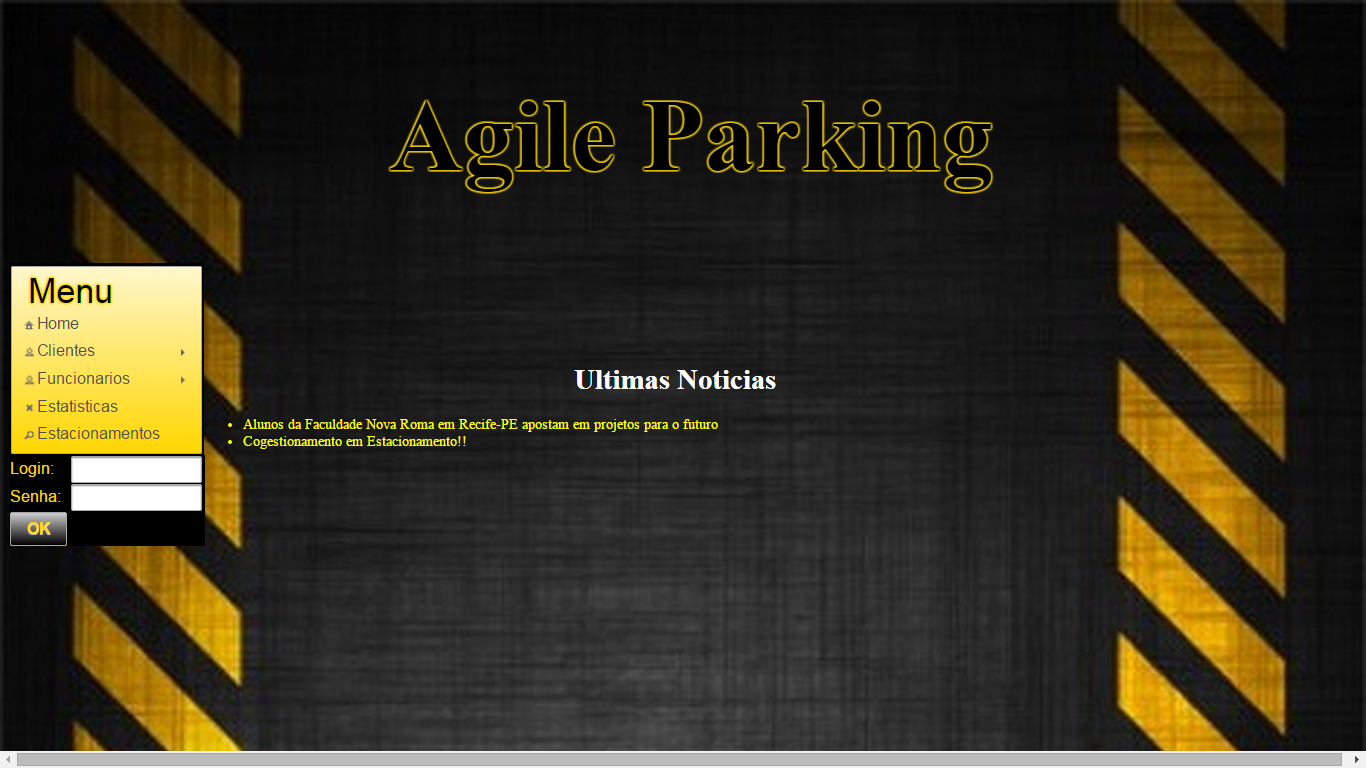 Agile Parking
Menu
Home
Clientes
Funcionarios
Estatisticas
Estacionamentos
Login:
Senha:
OK
Ultimas Noticias
Alunos da Faculdade Nova Roma em Recife-PE apostam em projetos para o futuro
Cogestionamento em Estacionamento!!